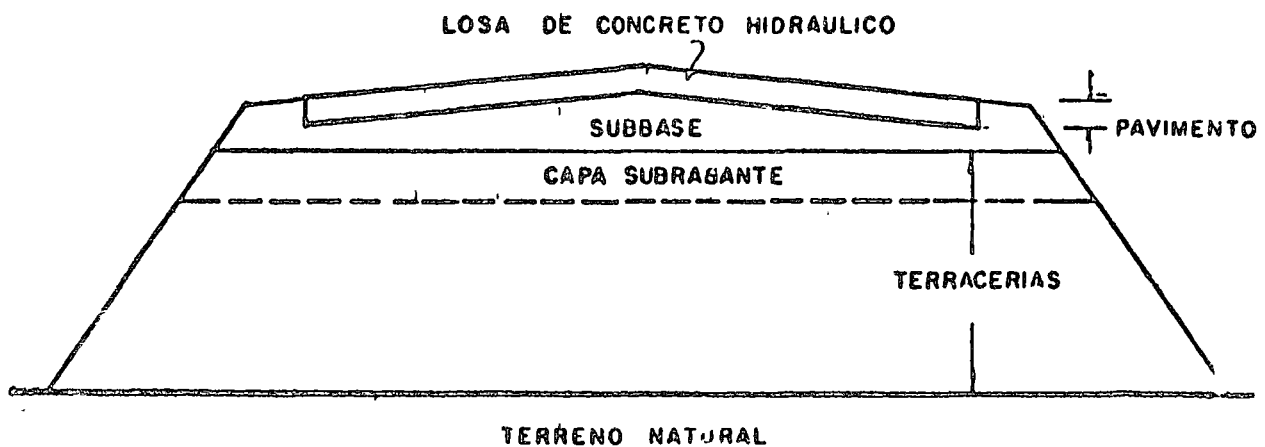 LOSA DE CONCRETO HIDRAULICO
SUBBASE
PAVIMENTO
CAPA SUBRASANTE
TERRACERIAS
TERRENO NATURAL